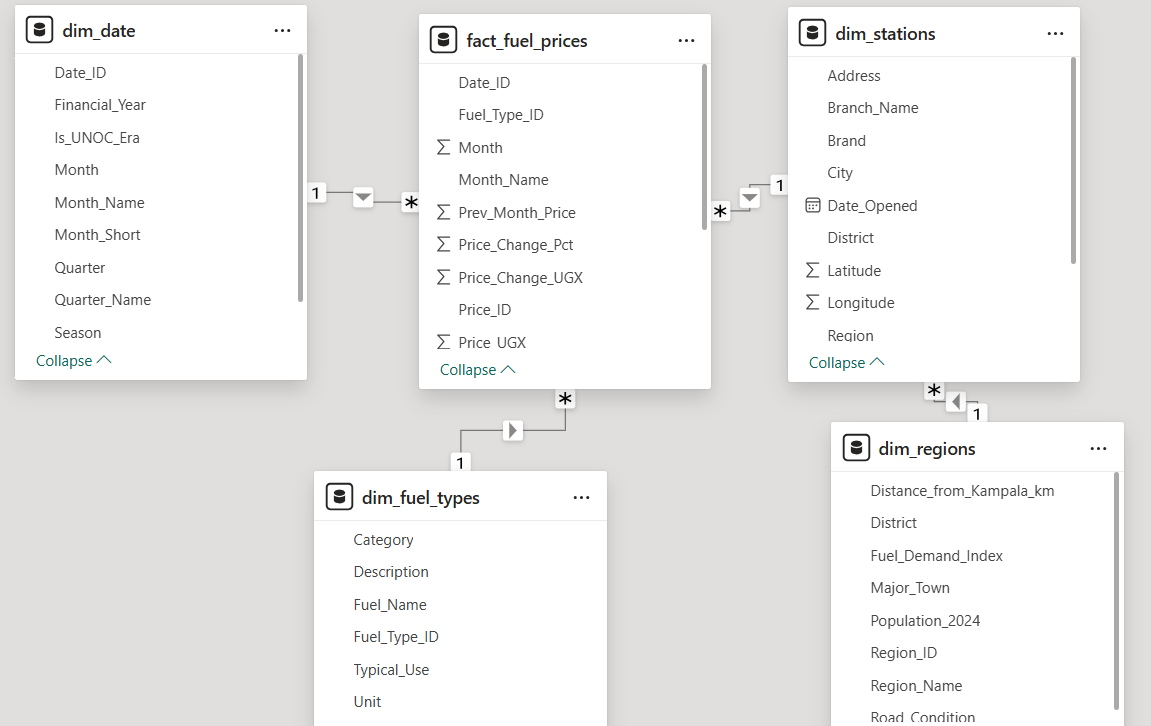 dim_date
Date_ID
Financial_Year
Is_UNOC_Era
Month
Month_Name
Month_Short
Quarter
Quarter_Name
Season
Collapse
1
*
fact_fuel_prices
Date_ID
Fuel_Type_ID
Month
Month_Name
Prev_Month_Price
Price_Change_Pct
Price_Change_UGX
Price_ID
Price_UGX
Collapse
*
1
dim_stations
Address
Branch_Name
Brand
City
Date_Opened
District
Latitude
Longitude
Region
Collapse
*
1
dim_fuel_types
Category
Description
Fuel_Name
Fuel_Type_ID
Typical_Use
Unit
*
1
dim_regions
Distance_from_Kampala_km
District
Fuel_Demand_Index
Major_Town
Population_2024
Region_ID
Region_Name
Road_Condition